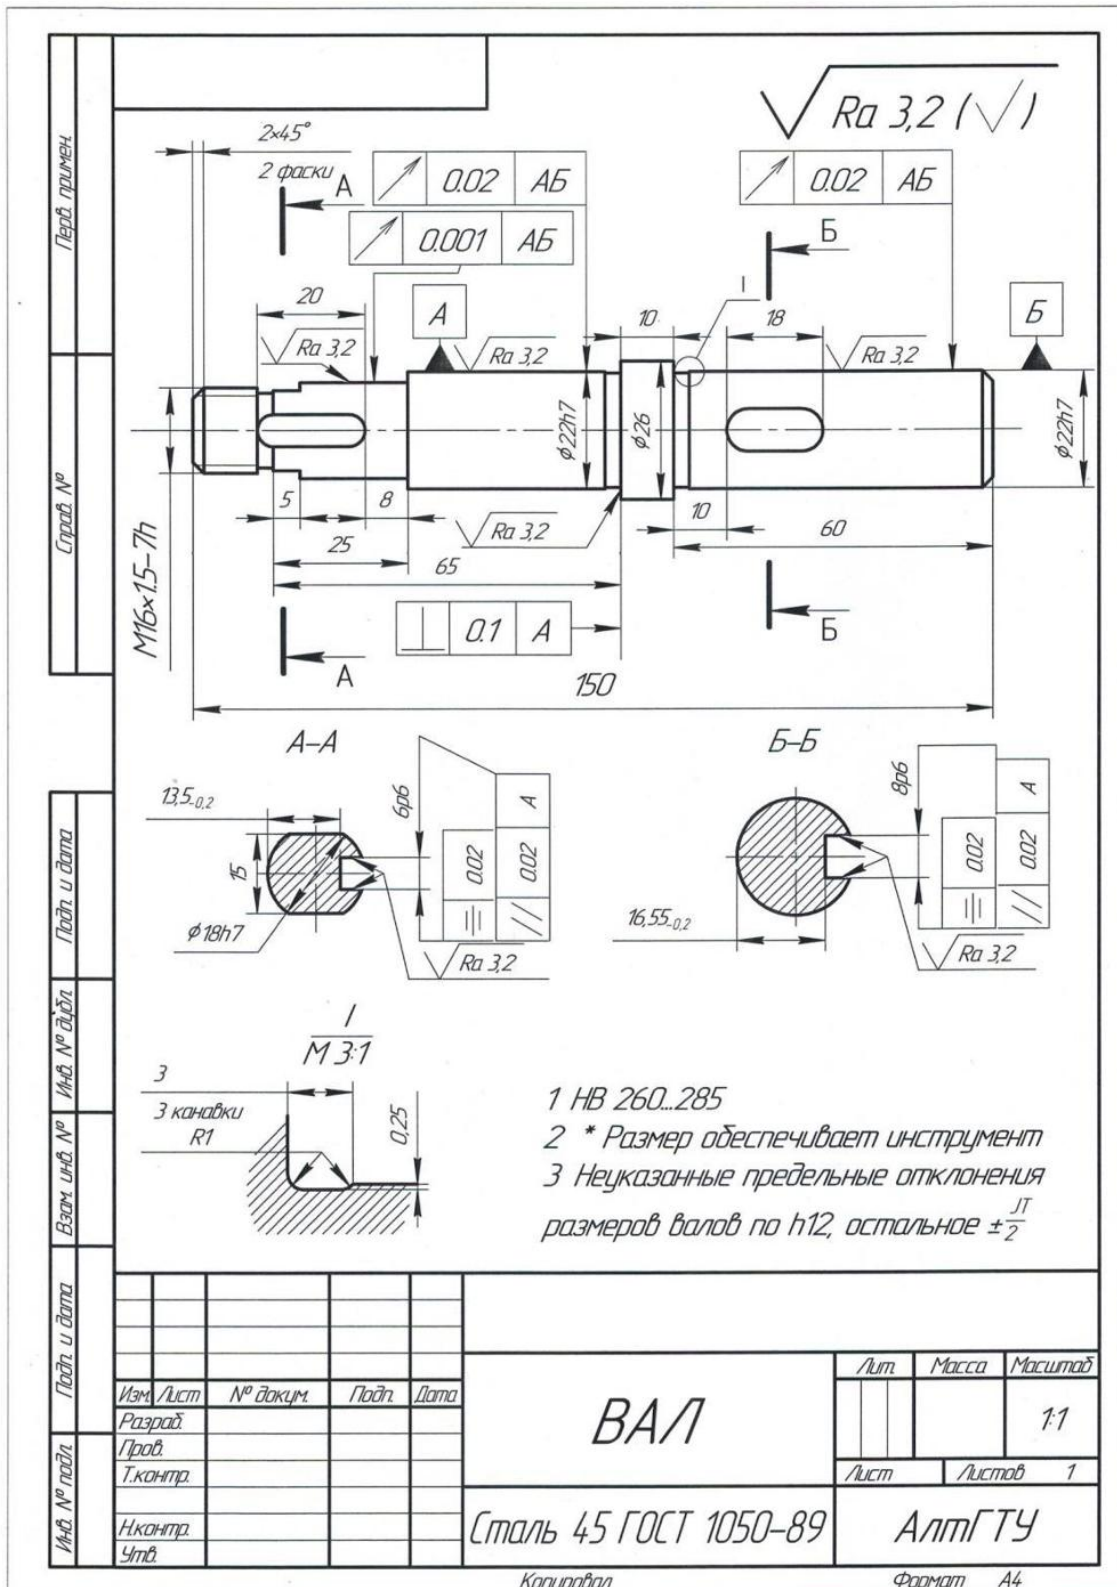 Перв. примен.
Справ. №
Подп. и дата
Инв. № дубл.
Взам. инв. №
Подп. и дата
Инв. № подл.
√ Ra 3,2 (√)
2×45°
2 фаски
А
0.02 АБ
0.001 АБ
0.02 АБ
Б
I
20
А
10
18
Б
Ra 3,2
Ra 3,2
Ra 3,2
М16×1.5–7h
ϕ22h7
ϕ26
ϕ22h7
5
8
Ra 3,2
10
25
60
65
⊥ 0.1 А
Б
А
150
А–А
Б–Б
13,5-0,2
6р6
А
0.02
0.02
//
15
ϕ18h7
Ra 3,2
8р6
А
0.02
0.02
//
16,55-0,2
Ra 3,2
I
М 3:1
3
3 канавки
R1
0,25
1 НВ 260...285
2 * Размер обеспечивает инструмент
3 Неуказанные предельные отклонения
размеров валов по h12, остальное ± JT/2
Изм. Лист № докум. Подп. Дата
Разраб.
Пров.
Т.контр.
Н.контр.
Утв.
ВАЛ
Лит. Масса Масштаб
1:1
Лист Листов 1
Сталь 45 ГОСТ 1050–89
АлтГТУ
Копировал Формат А4